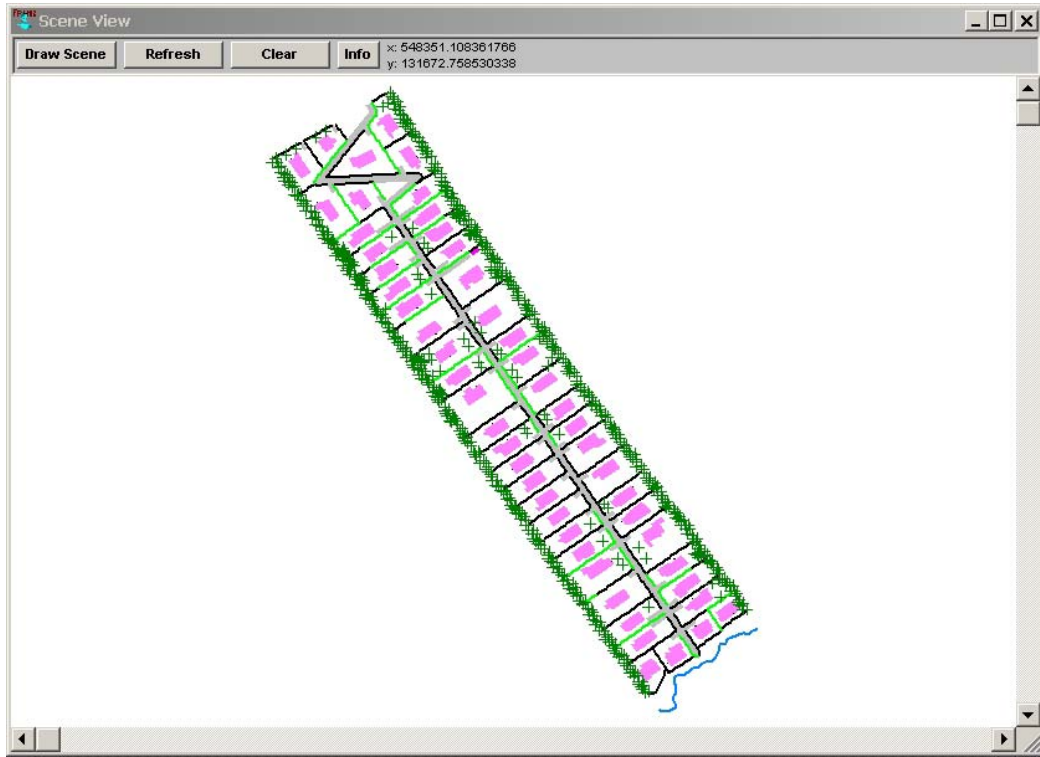 Scene View
Draw Scene Refresh Clear Info
x: 548351.108361766
y: 131672.758530338